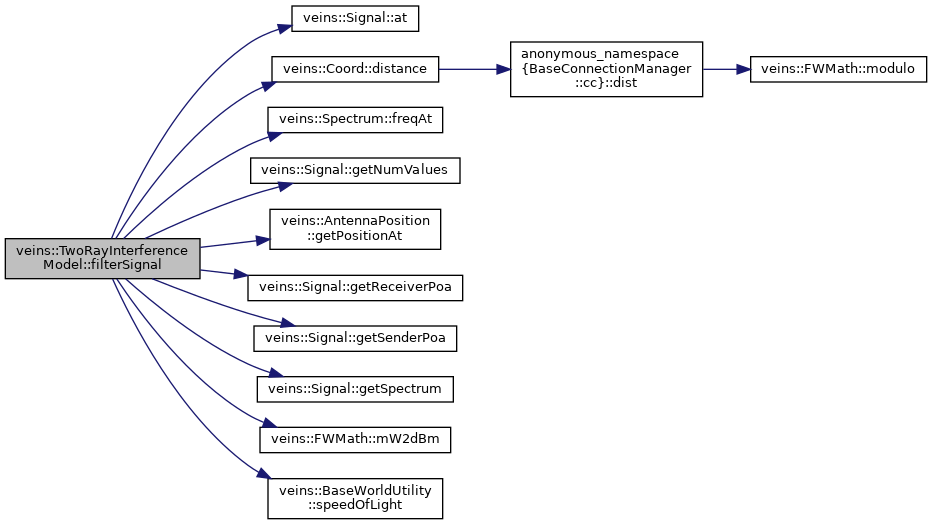 veins::TwoRayInterference
Model::filterSignal
veins::Signal::at
veins::Coord::distance
anonymous_namespace
{BaseConnectionManager
::cc}::dist
veins::FWMath::modulo
veins::Spectrum::freqAt
veins::Signal::getNumValues
veins::AntennaPosition
::getPositionAt
veins::Signal::getReceiverPoa
veins::Signal::getSenderPoa
veins::Signal::getSpectrum
veins::FWMath::mW2dBm
veins::BaseWorldUtility
::speedOfLight